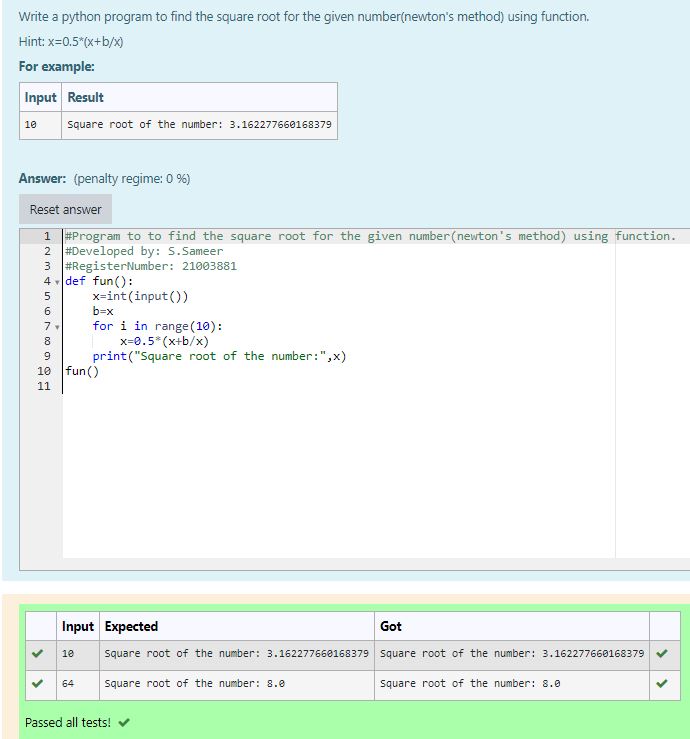 Write a python program to find the square root for the given number(newton's method) using function.
Hint: x=0.5*(x+b/x)
For example:
Input Result
10 Square root of the number: 3.162277660168379
Answer: (penalty regime: 0 %)
Reset answer
1 #Program to to find the square root for the given number(newton's method) using function.
2 #Developed by: S.Sameer
3 #RegisterNumber: 21003881
4 def fun():
5 x=int(input())
6 b=x
7 for i in range(10):
8 x=0.5*(x+b/x)
9 print("Square root of the number:",x)
10 fun()
11
Input Expected Got
10 Square root of the number: 3.162277660168379 Square root of the number: 3.162277660168379
64 Square root of the number: 8.0 Square root of the number: 8.0
Passed all tests!